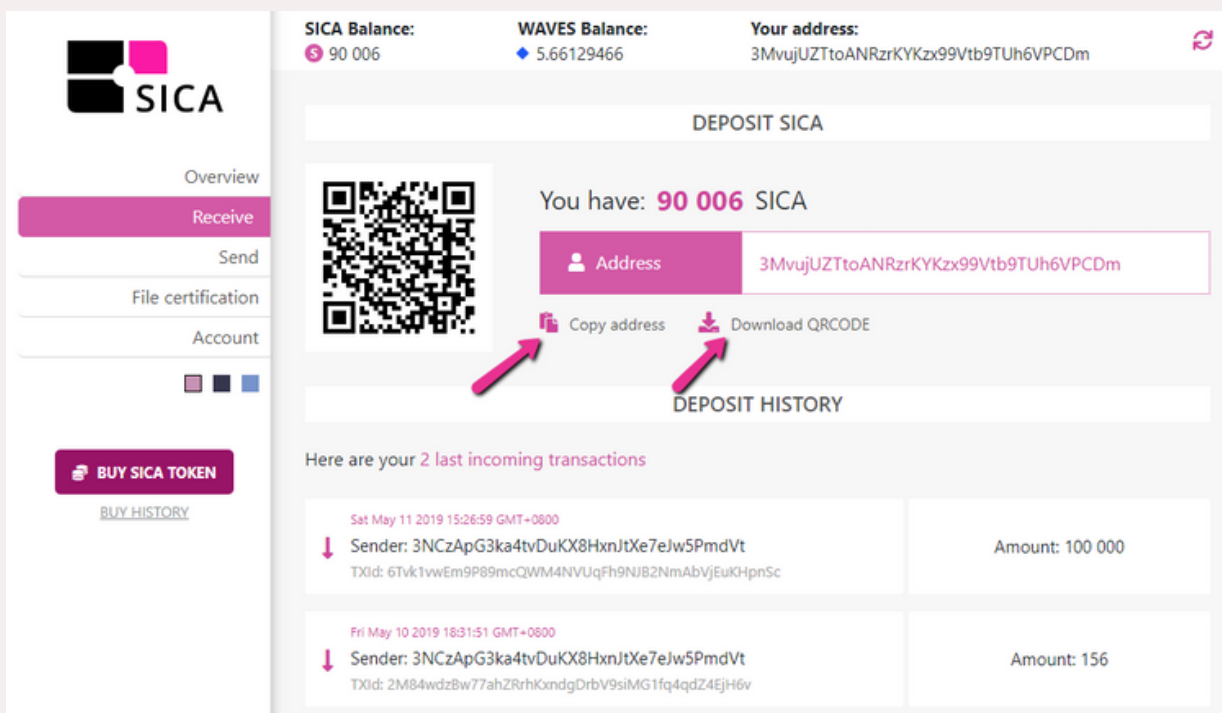 SICA
Overview
Receive
Send
File certification
Account
BUY SICA TOKEN
BUY HISTORY
SICA Balance:
S 90 006
WAVES Balance:
5.66129466
Your address:
3MvujUZTtoANRzrKYKzx99Vtb9TUh6VPCDm
DEPOSIT SICA
You have: 90 006 SICA
Address
3MvujUZTtoANRzrKYKzx99Vtb9TUh6VPCDm
Copy address
Download QRCODE
DEPOSIT HISTORY
Here are your 2 last incoming transactions
Sat May 11 2019 15:26:59 GMT+0800
Sender: 3NCzApG3ka4tvDuKX8HxnJtXe7eJw5PmdVt
TXId: 6Tvk1vwEm9P89mcQWM4NVUqFh9NJB2NmAbVjEuKHpnSc
Amount: 100 000
Fri May 10 2019 18:31:51 GMT+0800
Sender: 3NCzApG3ka4tvDuKX8HxnJtXe7eJw5PmdVt
TXId: 2M84wdzBw77ahZRrhKxndgDrbV9siMG1fq4qdZ4EjH6v
Amount: 156